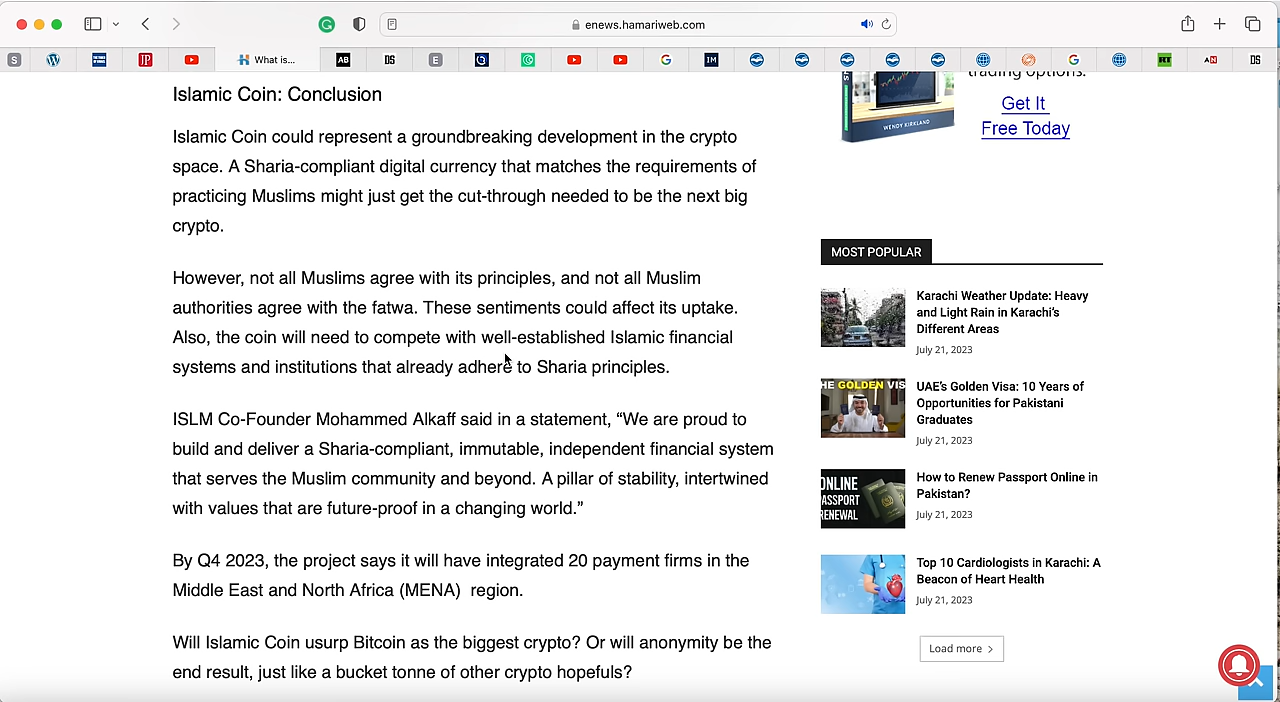 enews.hamariweb.com
S
JP
What is...
AB
DS
E
IM
RT
DS
Islamic Coin: Conclusion
Islamic Coin could represent a groundbreaking development in the crypto
space. A Sharia-compliant digital currency that matches the requirements of
practicing Muslims might just get the cut-through needed to be the next big
crypto.
However, not all Muslims agree with its principles, and not all Muslim
authorities agree with the fatwa. These sentiments could affect its uptake.
Also, the coin will need to compete with well-established Islamic financial
systems and institutions that already adhere to Sharia principles.
ISLM Co-Founder Mohammed Alkaff said in a statement, “We are proud to
build and deliver a Sharia-compliant, immutable, independent financial system
that serves the Muslim community and beyond. A pillar of stability, intertwined
with values that are future-proof in a changing world.”
By Q4 2023, the project says it will have integrated 20 payment firms in the
Middle East and North Africa (MENA)  region.
Will Islamic Coin usurp Bitcoin as the biggest crypto? Or will anonymity be the
end result, just like a bucket tonne of other crypto hopefuls?
trading options.
WENDY KIRKLAND
Get It
Free Today
MOST POPULAR
Karachi Weather Update: Heavy
and Light Rain in Karachi’s
Different Areas
July 21, 2023
HE GOLDEN VIS
UAE’s Golden Visa: 10 Years of
Opportunities for Pakistani
Graduates
July 21, 2023
ONLINE
PASSPORT
RENEWAL
How to Renew Passport Online in
Pakistan?
July 21, 2023
Top 10 Cardiologists in Karachi: A
Beacon of Heart Health
July 21, 2023
Load more